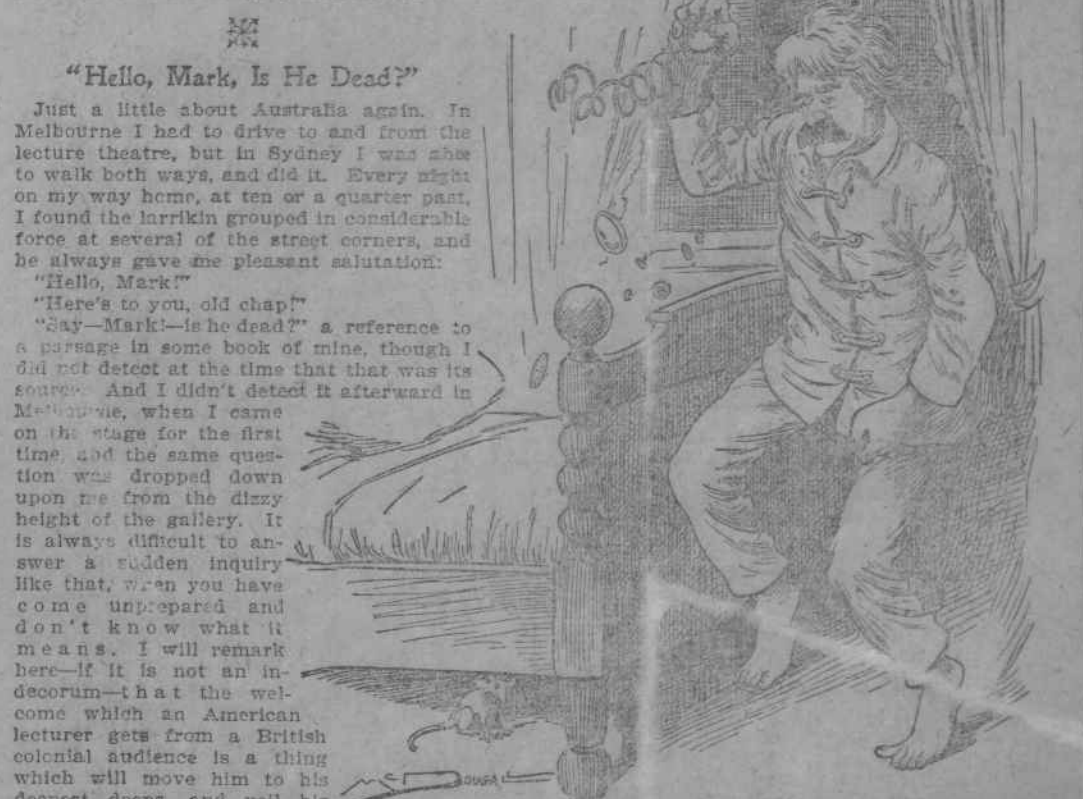 "Hello, Mark, Is He Dead?"
Just a little about Australia again. In
Melbourne I had to drive to and from the
lecture theatre, but in Sydney I was able
to walk both ways, and did it. Every night
on my way home, at ten or a quarter past,
I found the larrikin grouped in considerable
force at several of the street corners, and
he always gave me pleasant salutation:
"Hello, Mark!"
"Here's to you, old chap!"
"Say—Mark!—is he dead?" a reference to
a passage in some book of mine, though I
did not detect at the time that that was its
source. And I didn't detect it afterward in
Melbourne, when I came
on the stage for the first
time, and the same ques-
tion was dropped down
upon me from the dizzy
height of the gallery. It
is always difficult to an-
swer a sudden inquiry
like that, when you have
come unprepared and
don't know what it
means. I will remark
here—if it is not an in-
decorum—that the wel-
come which an American
lecturer gets from a British
colonial audience is a thing
which will move him to his
deepest deeps, and veil his